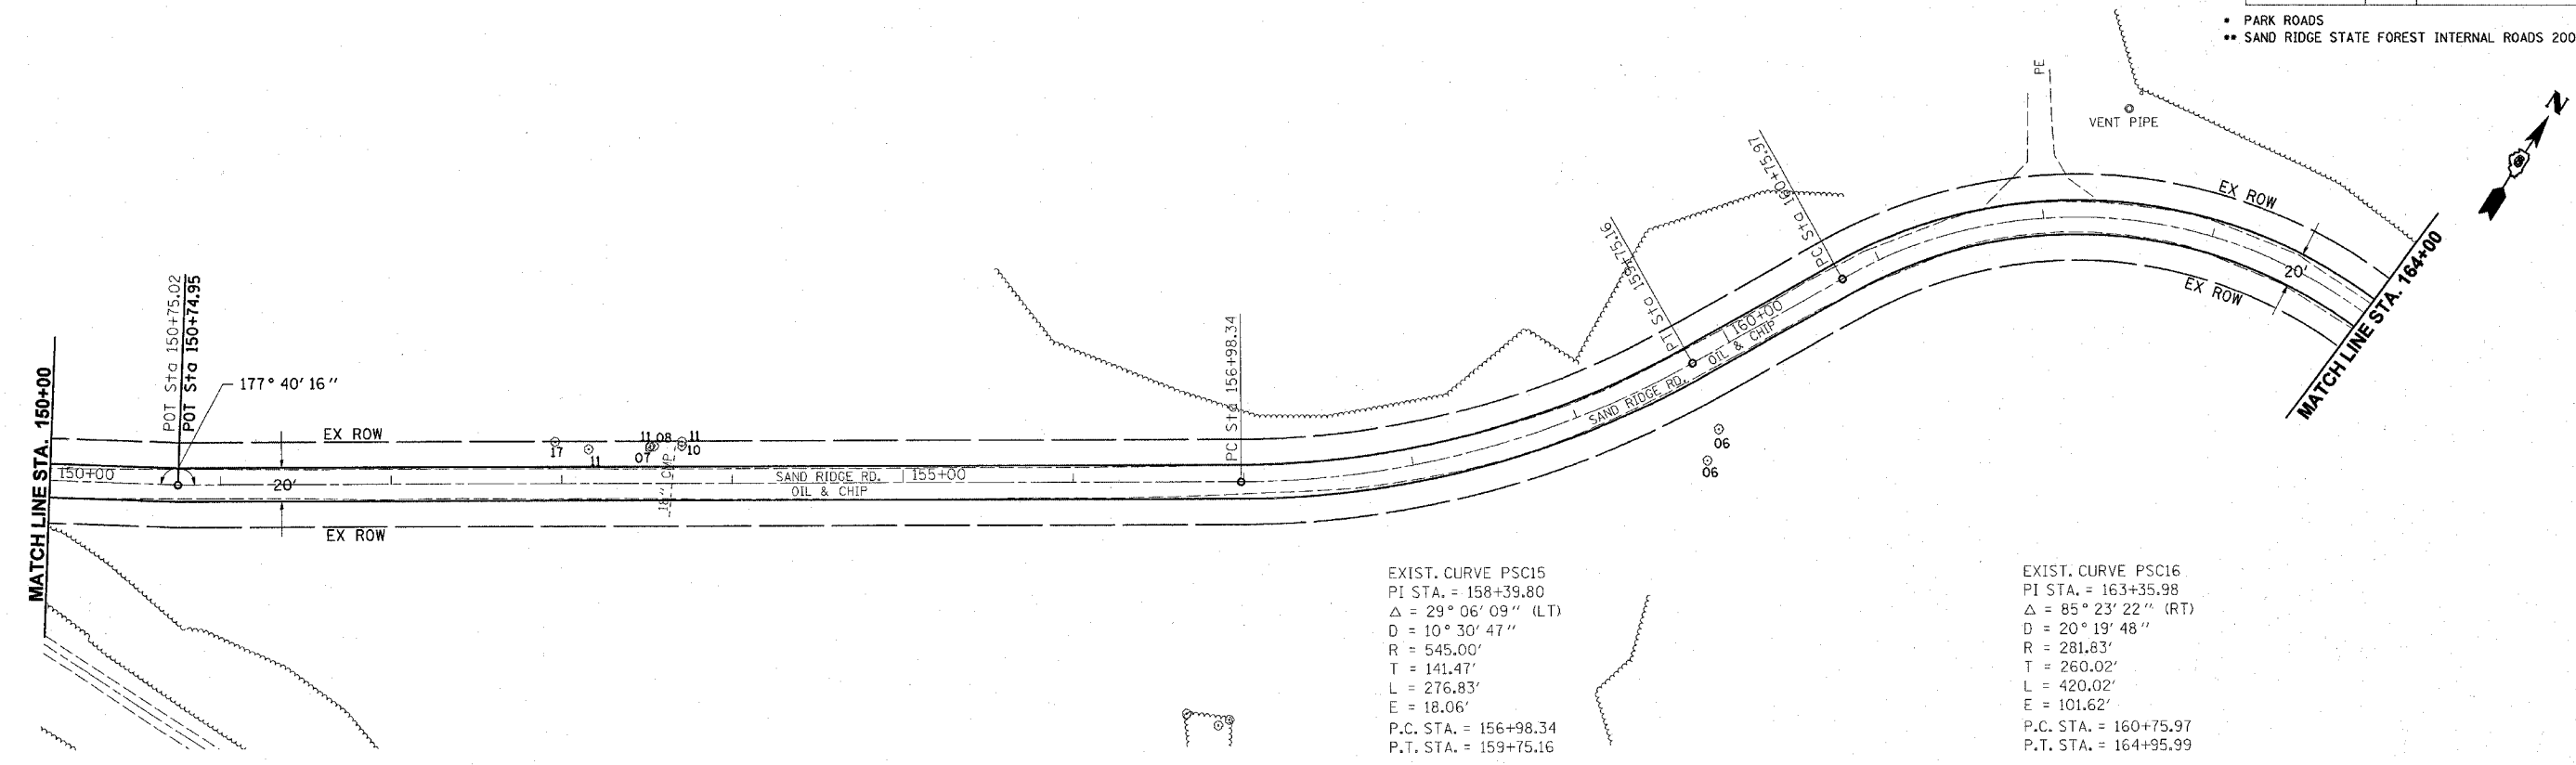 * PARK ROADS
** SAND RIDGE STATE FOREST INTERNAL ROADS 200
N
PE
VENT PIPE
EX ROW
EX ROW
20'
MATCH LINE STA. 164+00
PCC Sta 160+75.97
PT Sta 159+75.16
160+00
OIL & CHIP
SAND RIDGE RD.
06
06
PC Sta 156+98.34
MATCH LINE STA. 150+00
POT Sta 150+75.02
POT Sta 150+74.95
177° 40' 16"
EX ROW
150+00
20'
EX ROW
17
11
11
08
07
11
10
18" CMP
SAND RIDGE RD.
OIL & CHIP
155+00
EXIST. CURVE PSC15
PI STA. = 158+39.80
Δ = 29° 06' 09" (LT)
D = 10° 30' 47"
R = 545.00'
T = 141.47'
L = 276.83'
E = 18.06'
P.C. STA. = 156+98.34
P.T. STA. = 159+75.16
EXIST. CURVE PSC16
PI STA. = 163+35.98
Δ = 85° 23' 22" (RT)
D = 20° 19' 48"
R = 281.83'
T = 260.02'
L = 420.02'
E = 101.62'
P.C. STA. = 160+75.97
P.T. STA. = 164+95.99